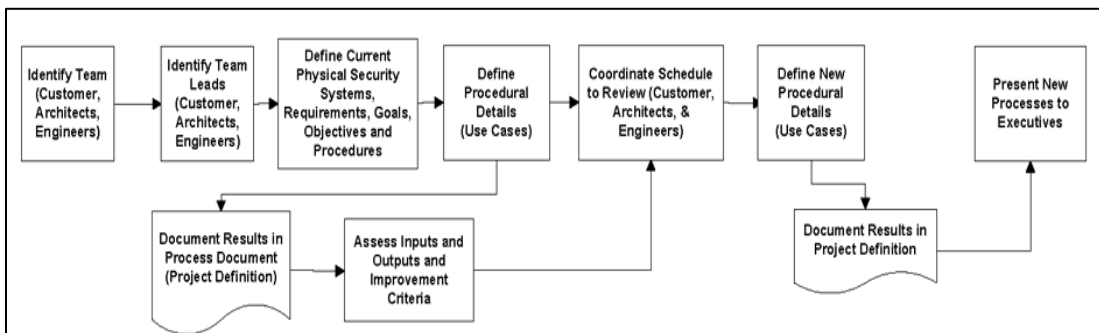 Identify Team
(Customer,
Architects,
Engineers)
Identify Team
Leads
(Customer,
Architects,
Engineers)
Define Current
Physical Security
Systems,
Requirements, Goals,
Objectives and
Procedures
Define
Procedural
Details
(Use Cases)
Coordinate Schedule
to Review (Customer,
Architects, &
Engineers)
Define New
Procedural
Details
(Use Cases)
Present New
Processes to
Executives
Document Results in
Process Document
(Project Definition)
Assess Inputs and
Outputs and
Improvement
Criteria
Document Results in
Project Definition